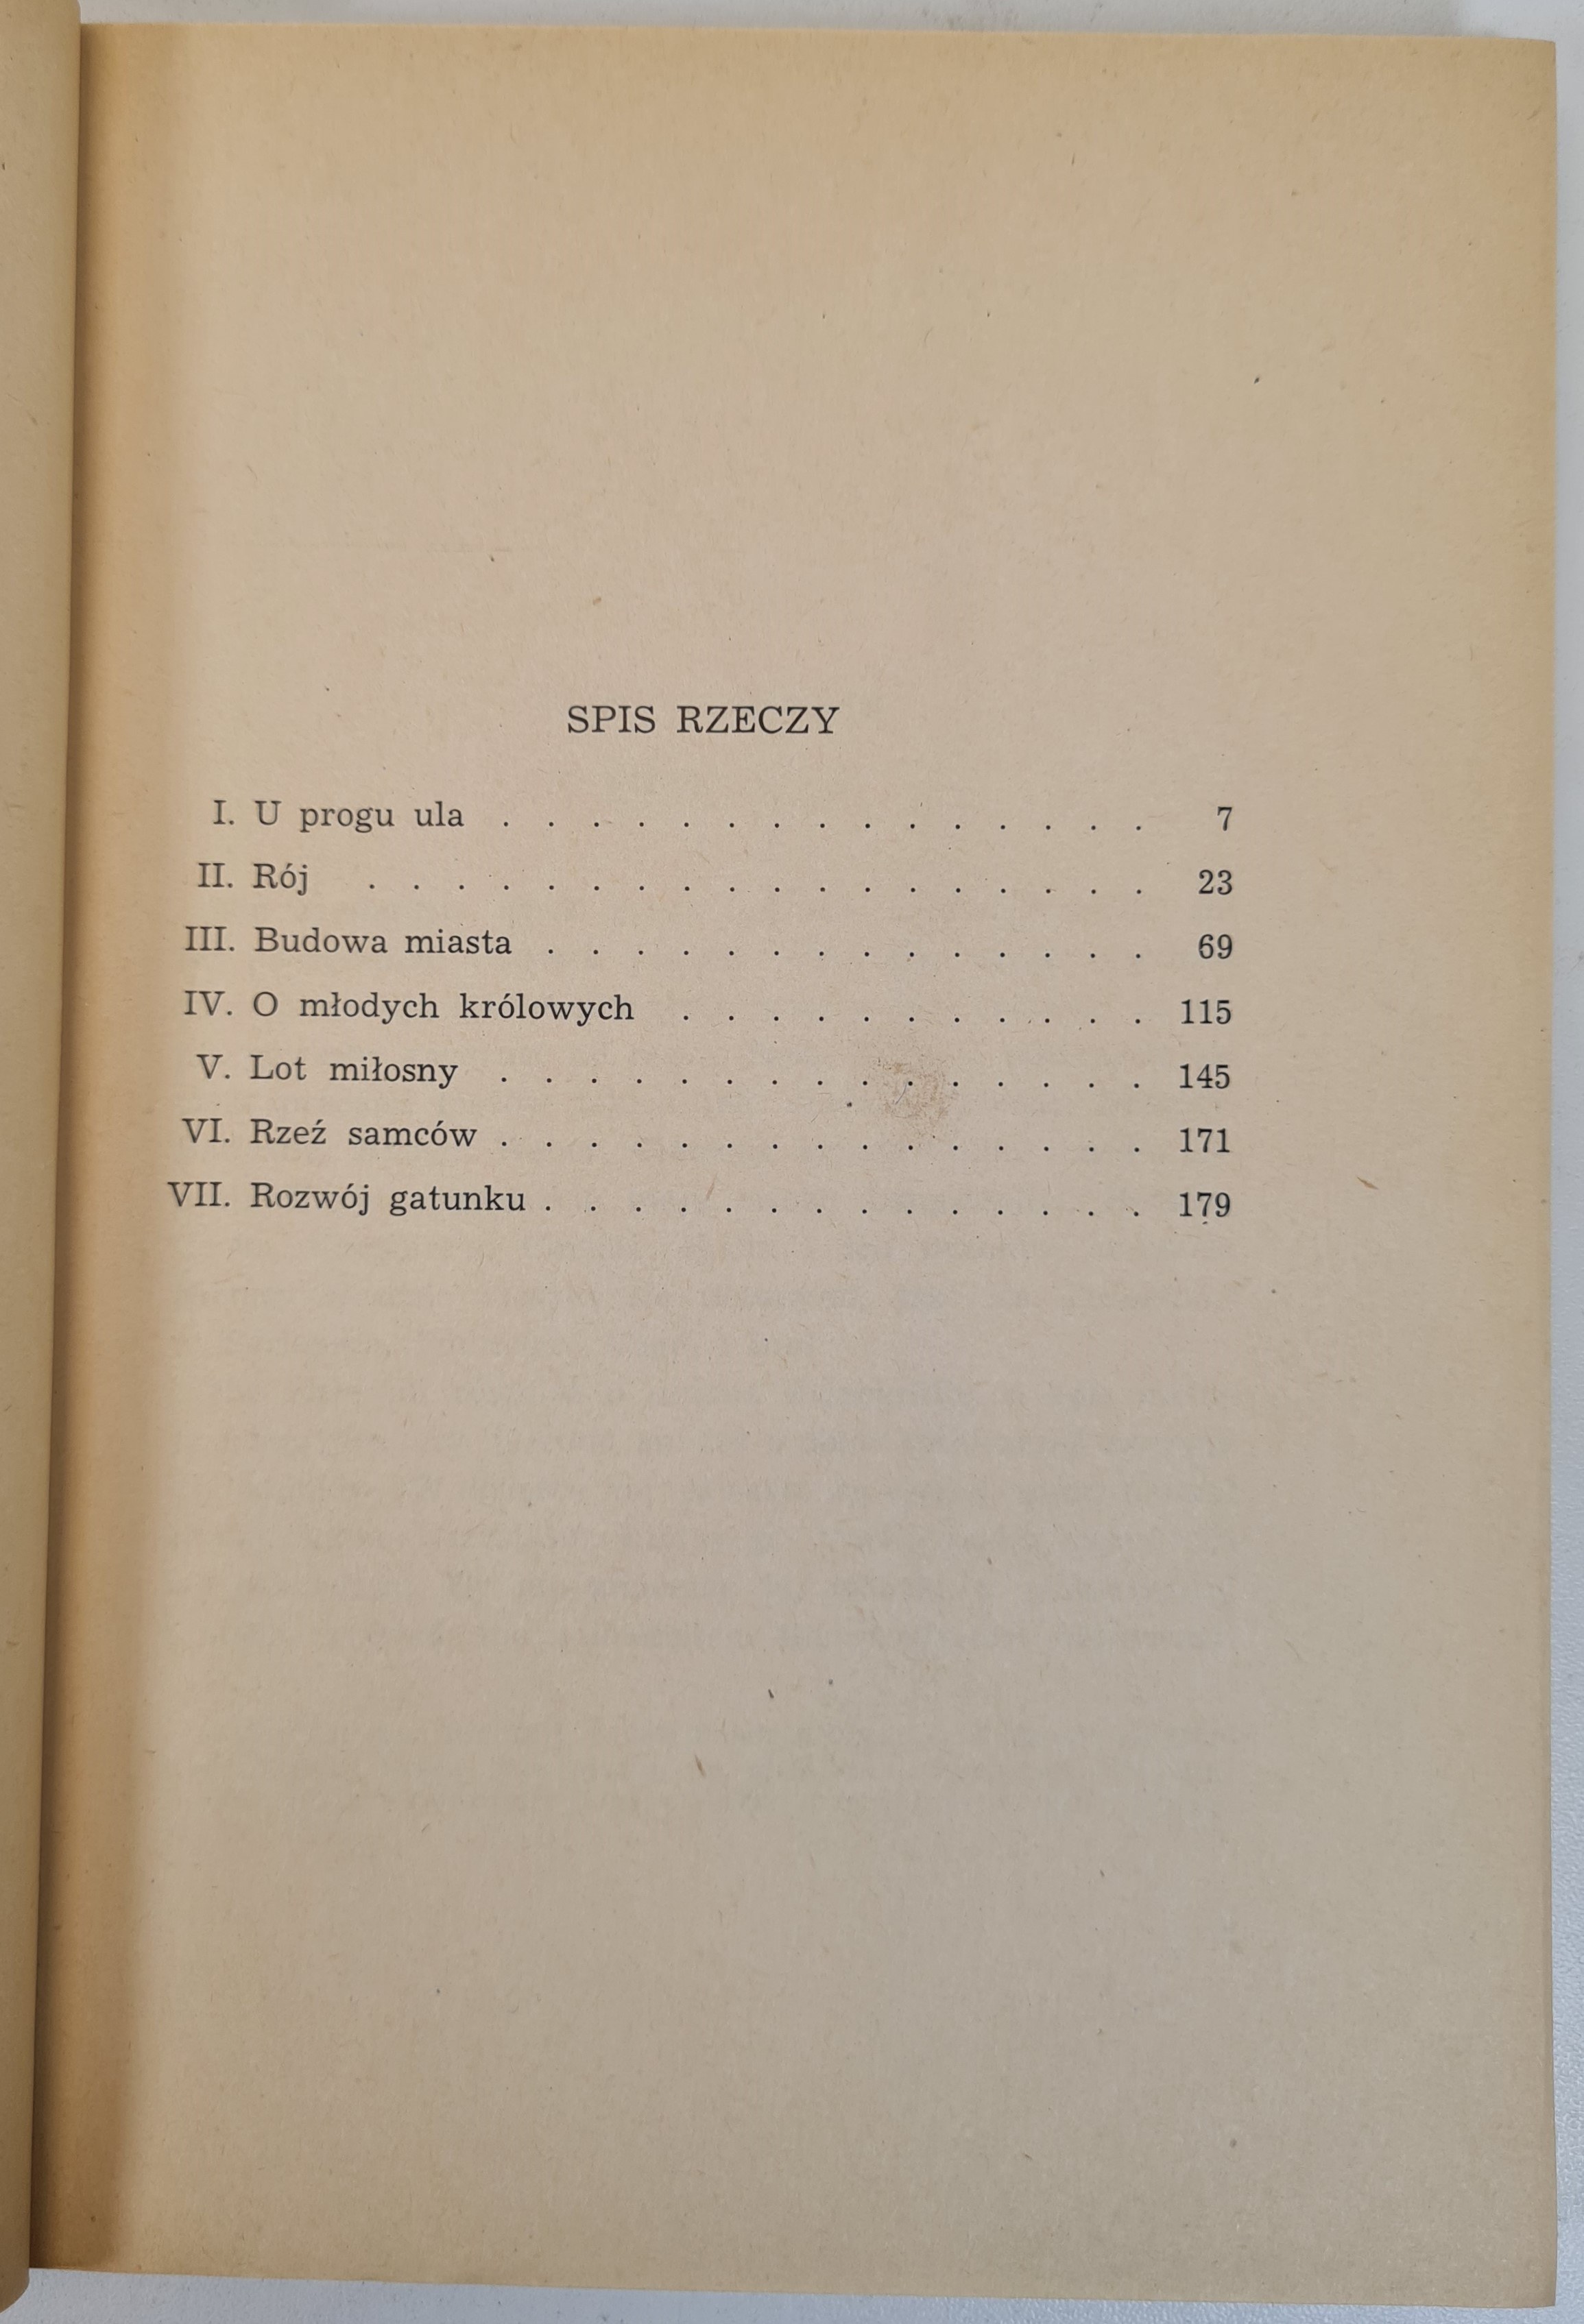 SPIS RZECZY
I. U progu ula . . . . . . . . . . . . . . . 7
II. Rój . . . . . . . . . . . . . . . . . . 23
III. Budowa miasta . . . . . . . . . . . . . . 69
IV. O młodych królowych . . . . . . . . . . . 115
V. Lot miłosny . . . . . . . . . . . . . . . 145
VI. Rzeź samców . . . . . . . . . . . . . . . 171
VII. Rozwój gatunku . . . . . . . . . . . . . . 179